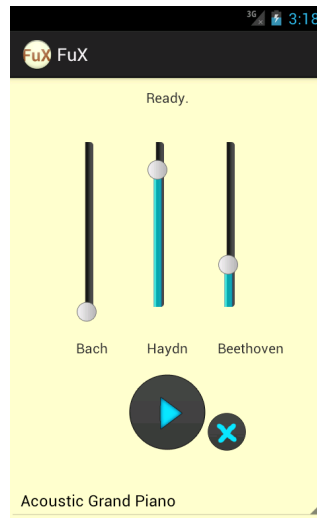 3G 3:18
FuX FuX
Ready.
Bach Haydn Beethoven
Acoustic Grand Piano